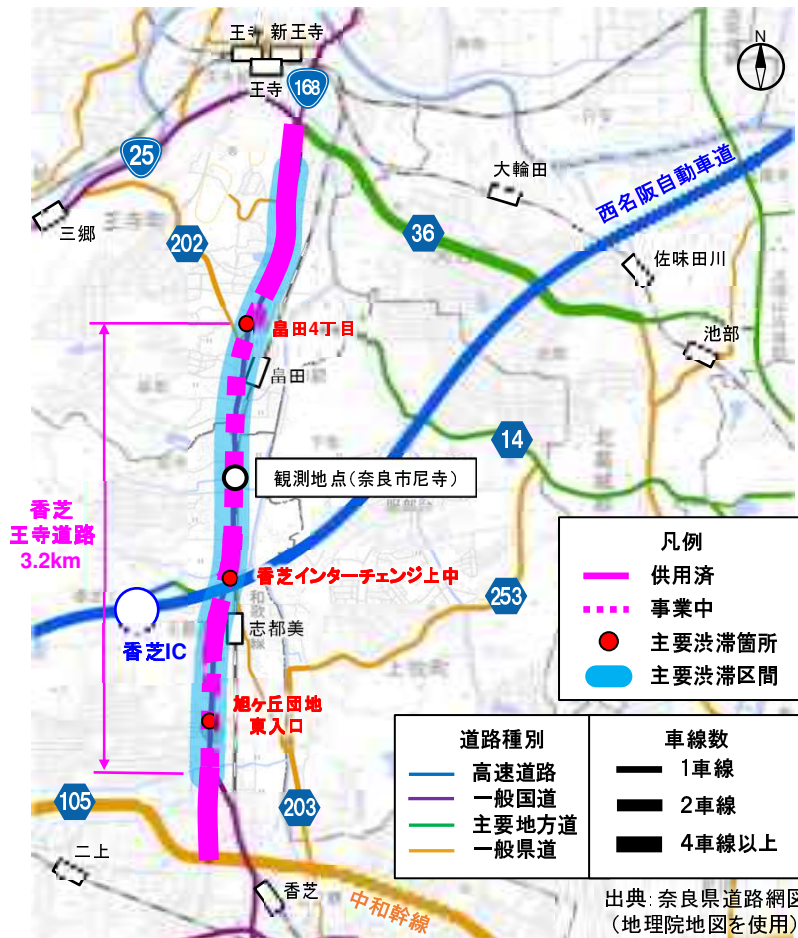 王寺 新王寺
N
王寺
168
25
大輪田
西名阪自動車道
三郷
202
36
佐味田川
畠田4丁目
池部
畠田
14
観測地点(奈良市尼寺)
香芝
王寺道路
3.2km
凡例
供用済
事業中
主要渋滞箇所
主要渋滞区間
香芝インターチェンジ上中
253
志都美
香芝IC
上牧町
旭ヶ丘団地
東入口
道路種別
高速道路
一般国道
主要地方道
一般県道
車線数
1車線
2車線
4車線以上
105
203
二上
香芝
中和幹線
出典:奈良県道路網図
(地理院地図を使用)